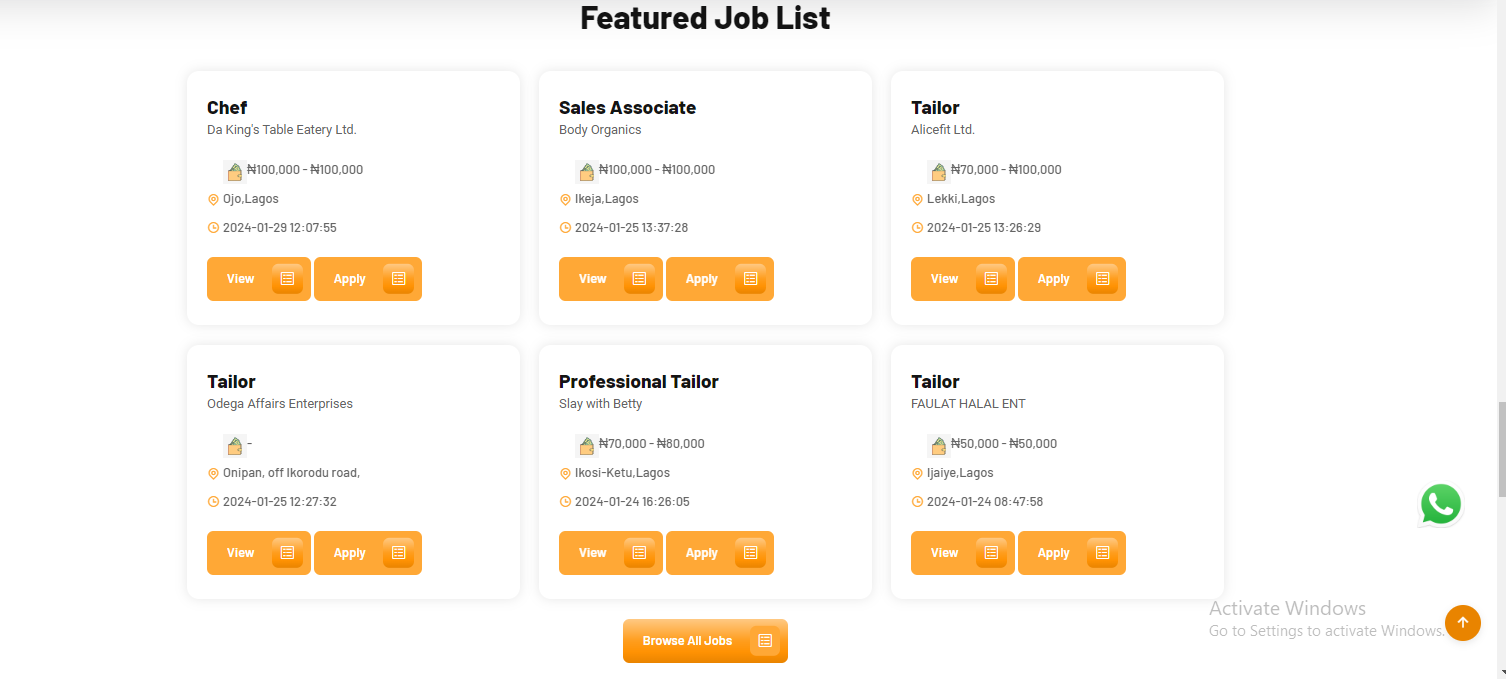 Featured Job List
Chef
Da King's Table Eatery Ltd.
₦100,000 - ₦100,000
Ojo,Lagos
2024-01-29 12:07:55
View Apply
Sales Associate
Body Organics
₦100,000 - ₦100,000
Ikeja,Lagos
2024-01-25 13:37:28
View Apply
Tailor
Alicefit Ltd.
₦70,000 - ₦100,000
Lekki,Lagos
2024-01-25 13:26:29
View Apply
Tailor
Odega Affairs Enterprises
-
Onipan, off Ikorodu road,
2024-01-25 12:27:32
View Apply
Professional Tailor
Slay with Betty
₦70,000 - ₦80,000
Ikosi-Ketu,Lagos
2024-01-24 16:26:05
View Apply
Tailor
FAULAT HALAL ENT
₦50,000 - ₦50,000
Ijaiye,Lagos
2024-01-24 08:47:58
View Apply
Browse All Jobs
Activate Windows
Go to Settings to activate Windows.